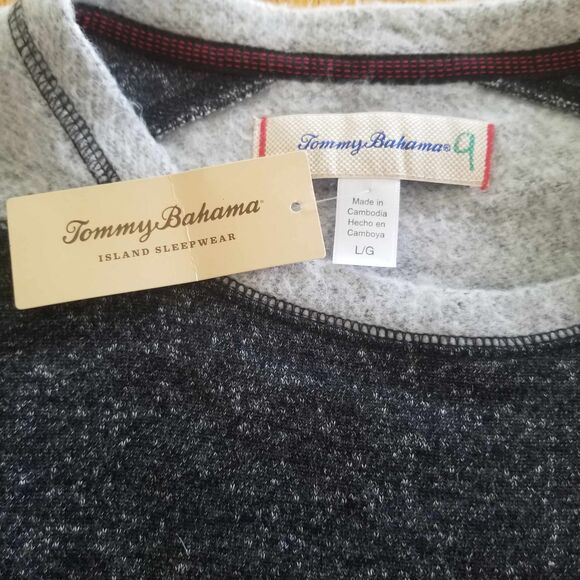 Tommy Bahama® 9
Made in
Cambodia
Hecho en
Camboya
L/G
Tommy Bahama®
ISLAND SLEEPWEAR